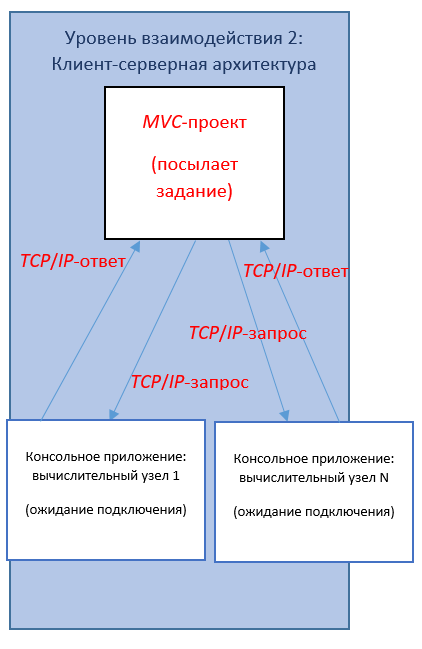 Уровень взаимодействия 2:
Клиент-серверная архитектура
MVC-проект
(посылает
задание)
TCP/IP-ответ
TCP/IP-ответ
TCP/IP-запрос
TCP/IP-запрос
Консольное приложение:
вычислительный узел 1
(ожидание подключения)
Консольное приложение:
вычислительный узел N
(ожидание подключения)